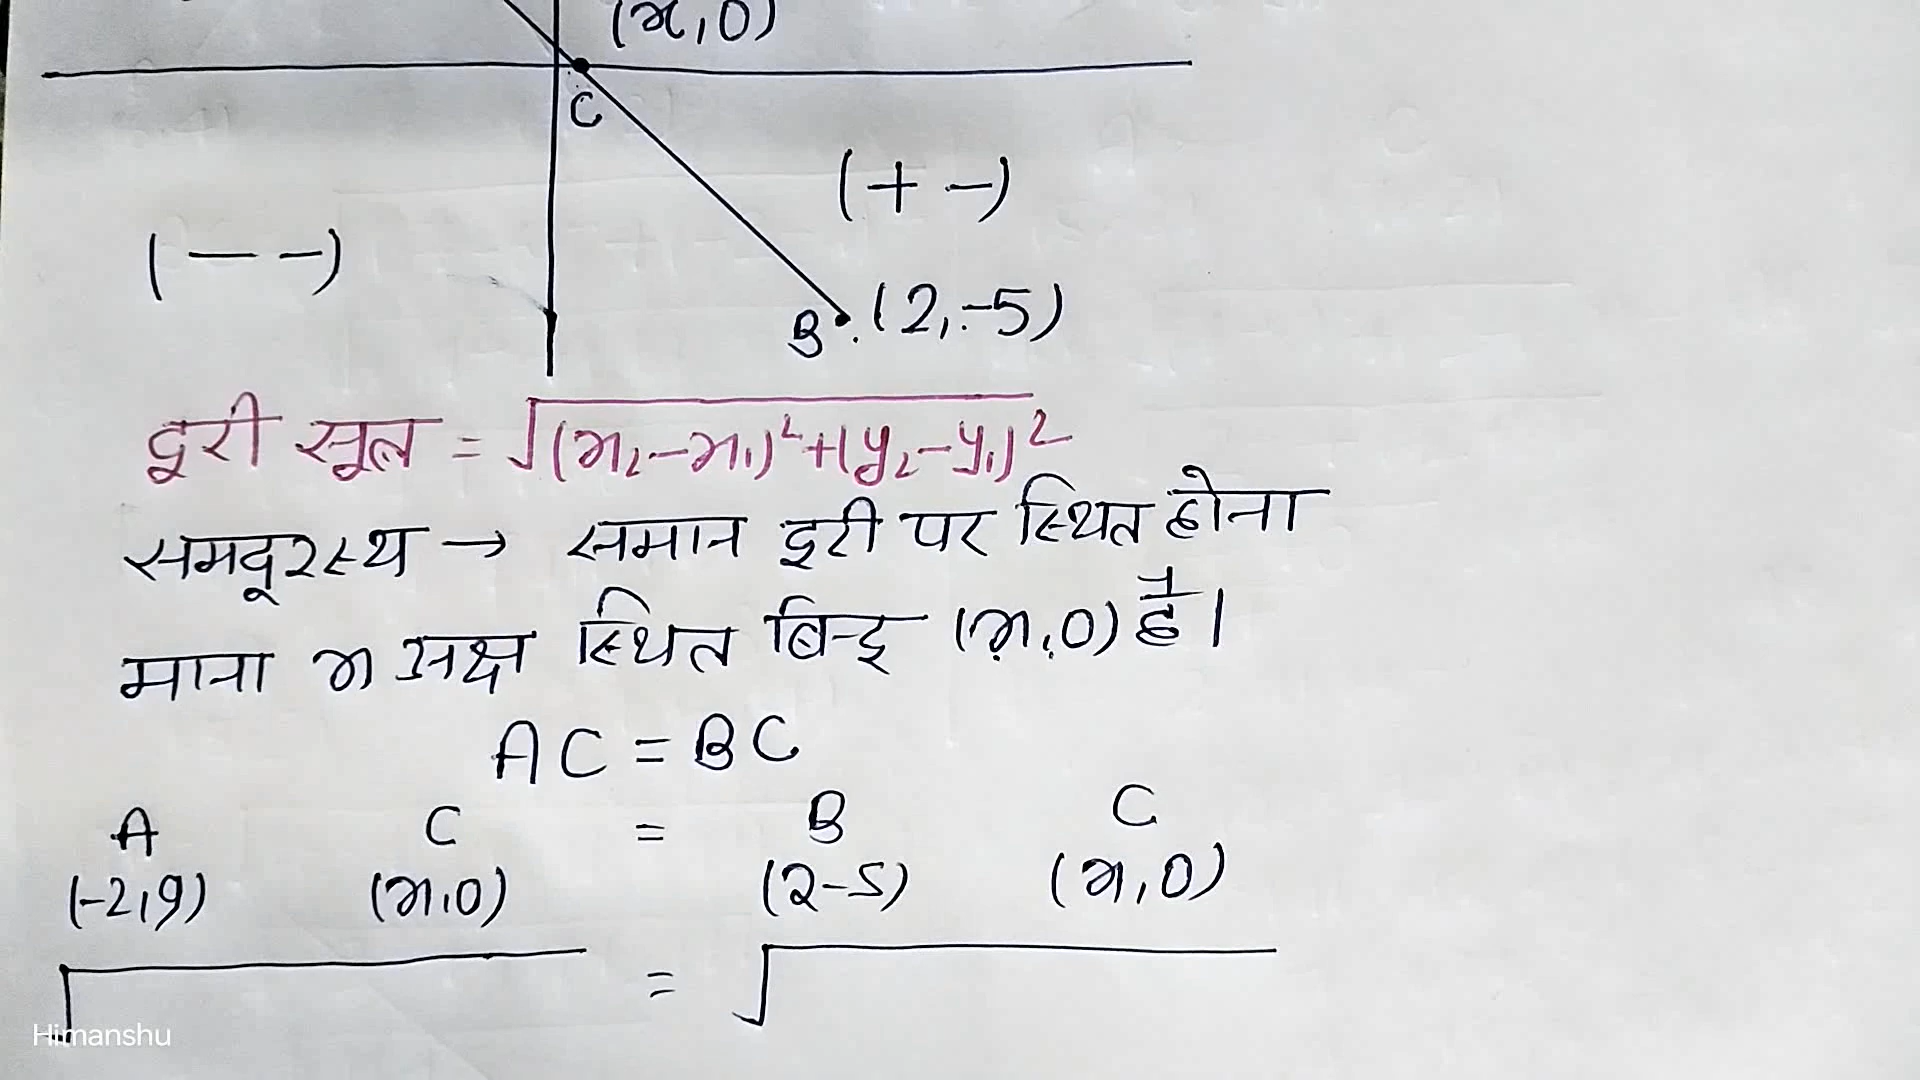 (x,0)
C
(+ -)
(- -)
B (2,-5)
दूरी सूत्र = √(x₂-x₁)²+(y₂-y₁)²
समदूरस्थ → समान दूरी पर स्थित होना
माना x अक्ष स्थित बिन्दु (x,0) है।
AC = BC
A C = B C
(-2,9) (x,0) (2-5) (x,0)
√ = √
Himanshu